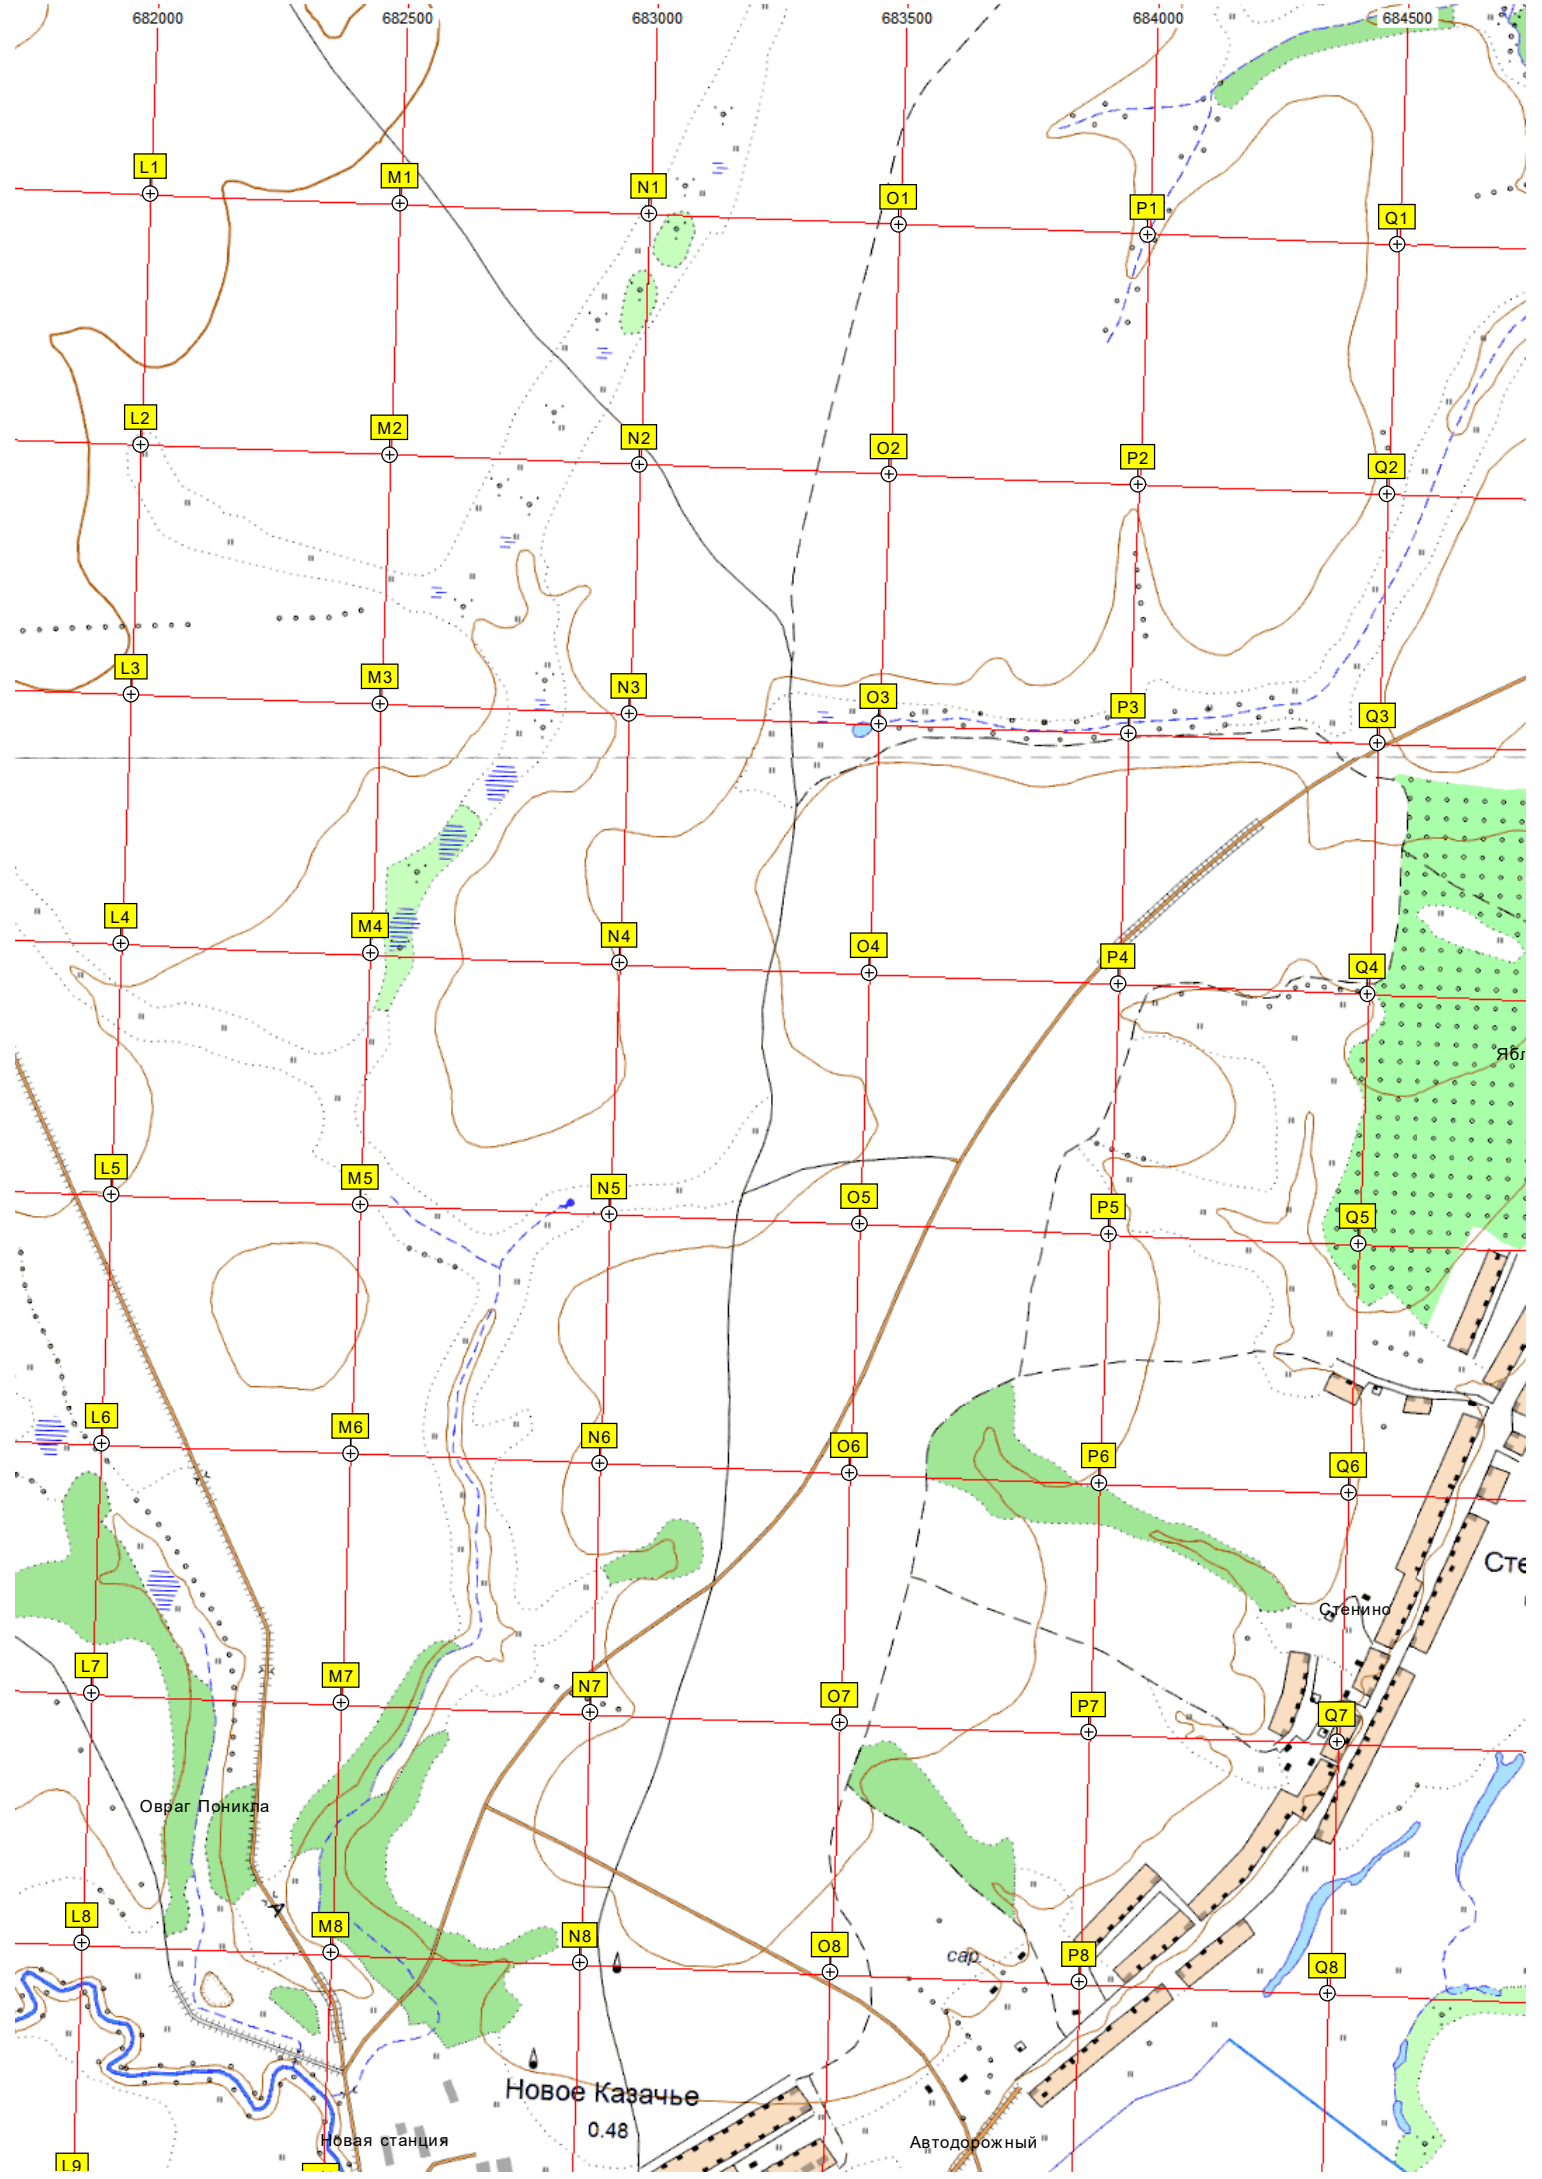 682000 682500 683000 683500 684000 684500
L1 M1 N1 O1 P1 Q1
L2 M2 N2 O2 P2 Q2
L3 M3 N3 O3 P3 Q3
L4 M4 N4 O4 P4 Q4
Ябл
L5 M5 N5 O5 P5 Q5
L6 M6 N6 O6 P6 Q6
Сте
Стенино
L7 M7 N7 O7 P7 Q7
Овраг Поникла
L8 M8 N8 O8 P8 Q8
сар.
Новое Казачье
0.48
Новая станция
Автодорожный
L9